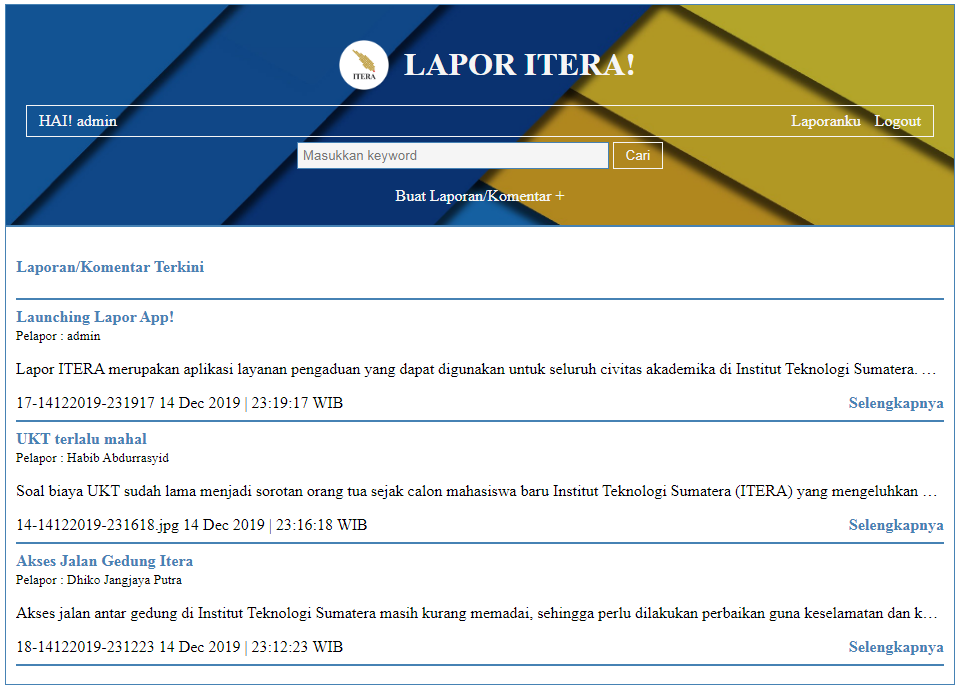 ITERA
LAPOR ITERA!
HAI! admin Laporanku Logout
Masukkan keyword Cari
Buat Laporan/Komentar +
Laporan/Komentar Terkini
Launching Lapor App!
Pelapor : admin
Lapor ITERA merupakan aplikasi layanan pengaduan yang dapat digunakan untuk seluruh civitas akademika di Institut Teknologi Sumatera. …
17-14122019-231917 14 Dec 2019 | 23:19:17 WIB Selengkapnya
UKT terlalu mahal
Pelapor : Habib Abdurrasyid
Soal biaya UKT sudah lama menjadi sorotan orang tua sejak calon mahasiswa baru Institut Teknologi Sumatera (ITERA) yang mengeluhkan …
14-14122019-231618.jpg 14 Dec 2019 | 23:16:18 WIB Selengkapnya
Akses Jalan Gedung Itera
Pelapor : Dhiko Jangjaya Putra
Akses jalan antar gedung di Institut Teknologi Sumatera masih kurang memadai, sehingga perlu dilakukan perbaikan guna keselamatan dan k…
18-14122019-231223 14 Dec 2019 | 23:12:23 WIB Selengkapnya